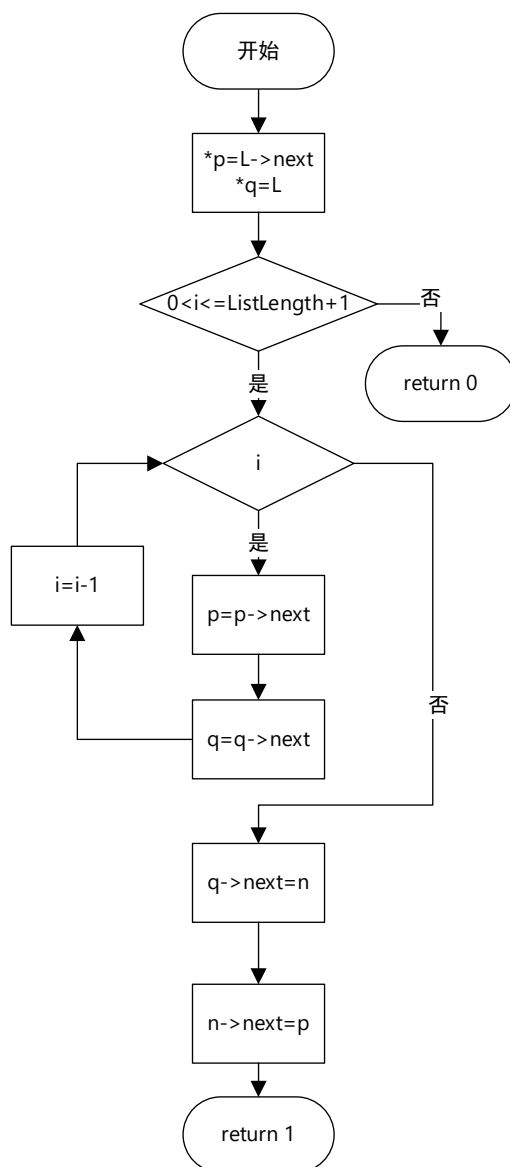 开始
*p=L->next
*q=L
0<i<=ListLength+1
否
return 0
是
i
是
i=i-1
p=p->next
q=q->next
否
q->next=n
n->next=p
return 1